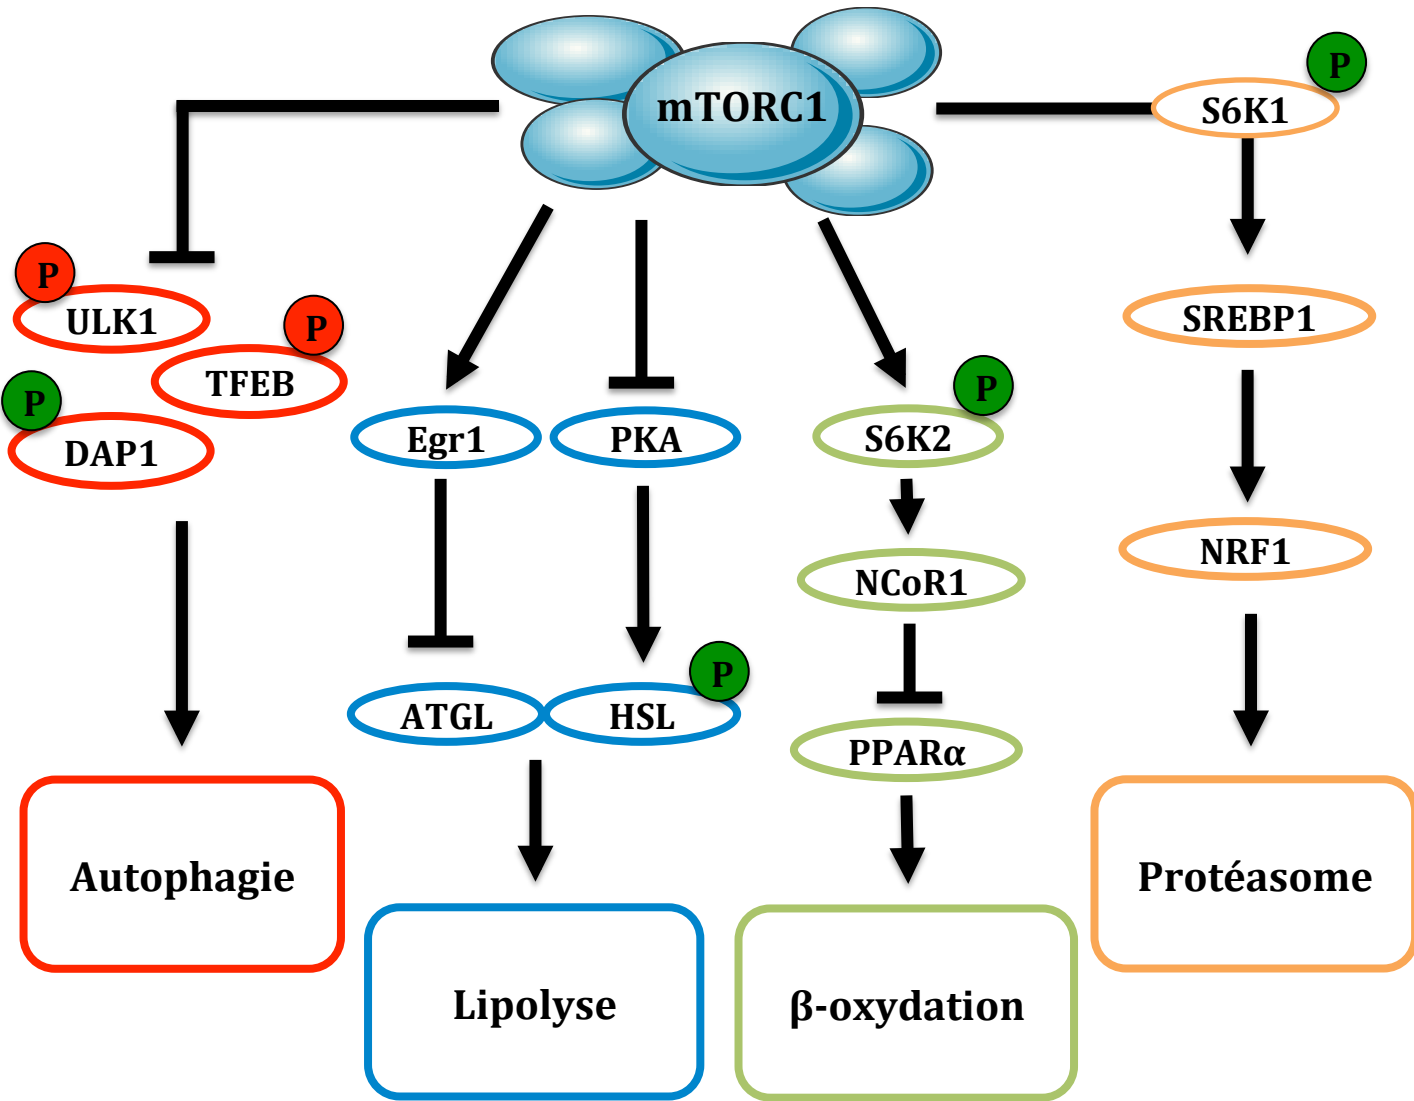 mTORC1
P
S6K1
P
ULK1
P
TFEB
P
DAP1
SREBP1
Egr1
PKA
P
S6K2
NCoR1
NRF1
ATGL
P
HSL
PPARα
Autophagie
Lipolyse
β-oxydation
Protéasome